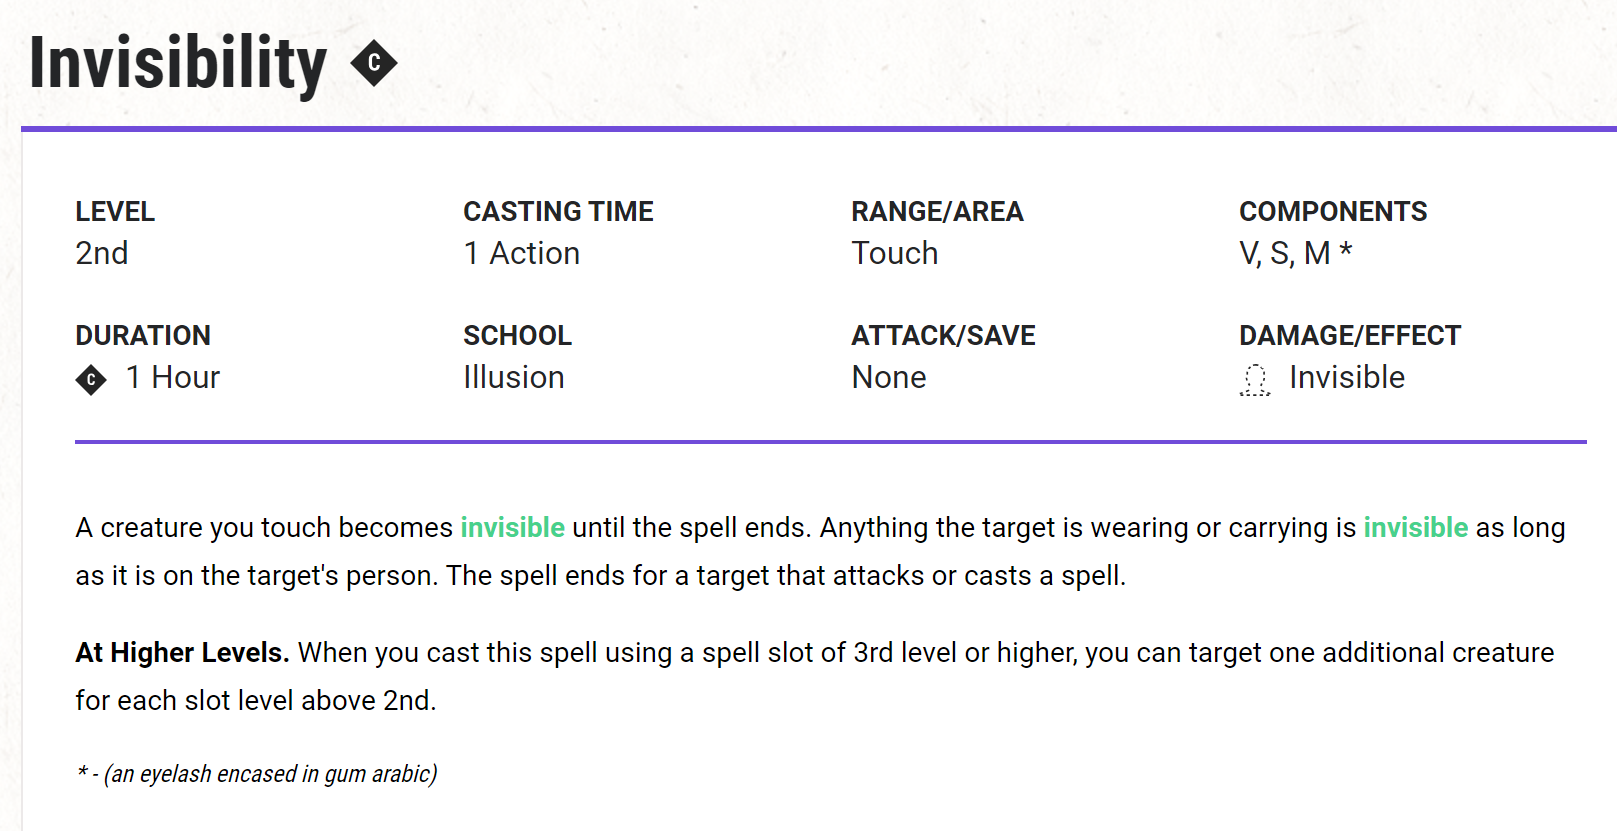 Invisibility C
LEVEL
2nd
CASTING TIME
1 Action
RANGE/AREA
Touch
COMPONENTS
V, S, M *
DURATION
C 1 Hour
SCHOOL
Illusion
ATTACK/SAVE
None
DAMAGE/EFFECT
Invisible
A creature you touch becomes invisible until the spell ends. Anything the target is wearing or carrying is invisible as long
as it is on the target's person. The spell ends for a target that attacks or casts a spell.
At Higher Levels. When you cast this spell using a spell slot of 3rd level or higher, you can target one additional creature
for each slot level above 2nd.
* - (an eyelash encased in gum arabic)